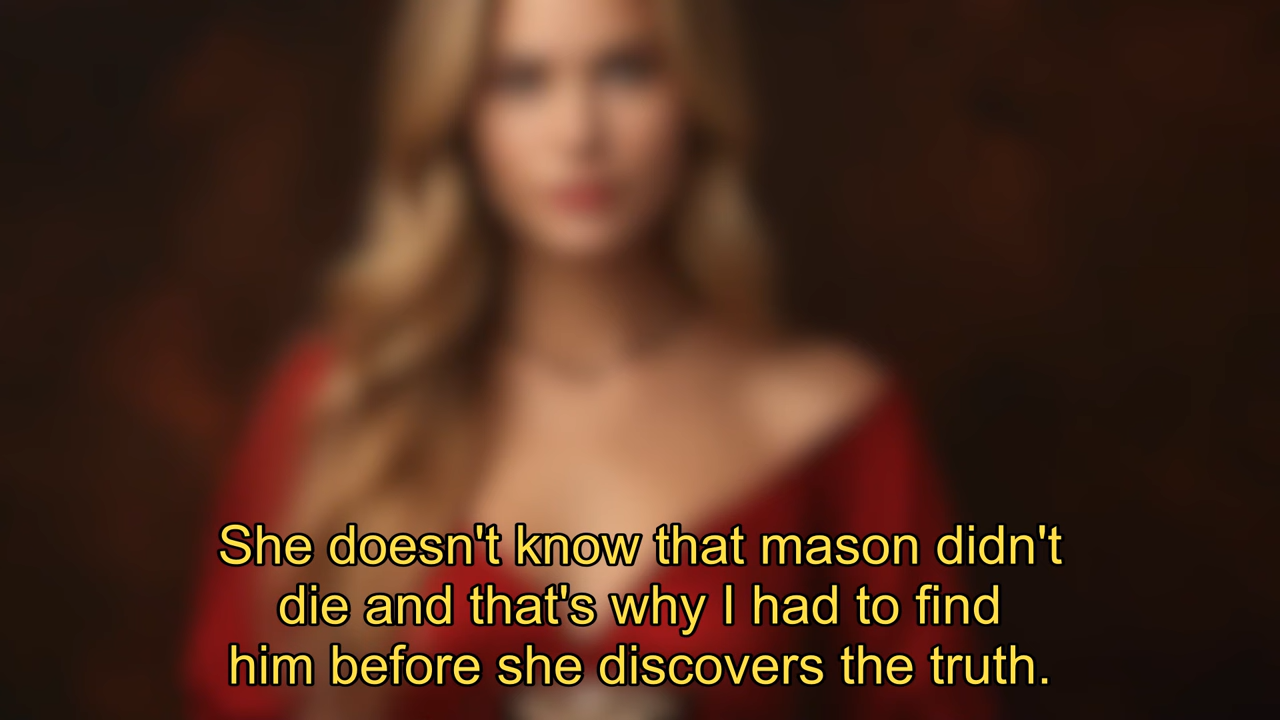 She doesn't know that mason didn't
die and that's why I had to find
him before she discovers the truth.